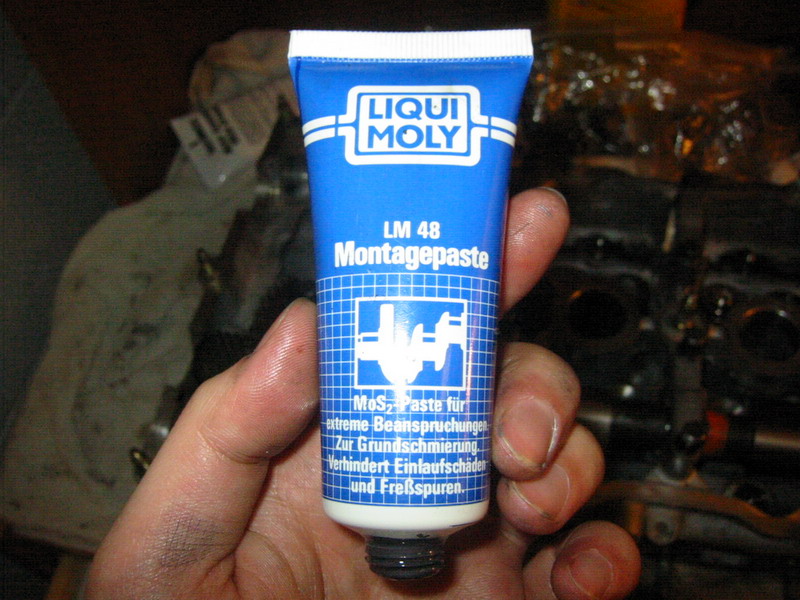 LIQUI
MOLY
LM 48
Montagepaste
MoS₂-Paste für
extreme Beanspruchungen.
Zur Grundschmierung.
Verhindert Einlaufschäden
und Freßspuren.